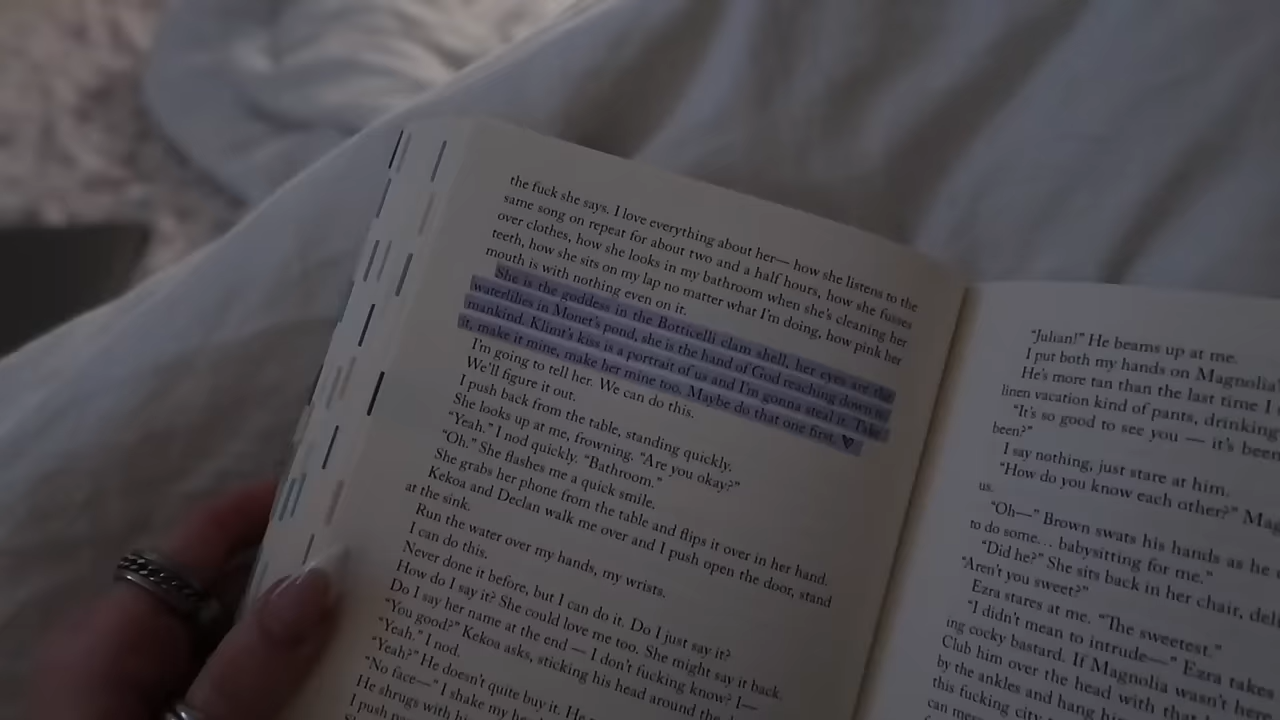 the fuck she says. I love everything about her— how she listens to the
same song on repeat for about two and a half hours, how she fusses
over clothes, how she looks in my bathroom when she's cleaning her
teeth, how she sits on my lap no matter what I'm doing, how pink her
mouth is with nothing even on it.
She is the goddess in the Botticelli clam shell, her eyes are the
waterlilies in Monet's pond, she is the hand of God reaching down to
mankind. Klimt's kiss is a portrait of us and I'm gonna steal it. Take
it, make it mine, make her mine too. Maybe do that one first. ♡
I'm going to tell her. We can do this.
We'll figure it out.
I push back from the table, standing quickly.
She looks up at me, frowning. "Are you okay?"
"Yeah." I nod quickly. "Bathroom."
"Oh." She flashes me a quick smile.
She grabs her phone from the table and flips it over in her hand.
Kekoa and Declan walk me over and I push open the door, stand
at the sink.
Run the water over my hands, my wrists.
I can do this.
Never done it before, but I can do it. Do I just say it?
How do I say it? She could love me too. She might say it back.
Do I say her name at the end — I don't fucking know? I—
"You good?" Kekoa asks, sticking his head around the
"Yeah." I nod.
"Yeah?" He doesn't quite buy it. He
"No face—" I shake my
He shrugs with
I push
"Julian!" He beams up at me.
I put both my hands on Magnolia
He's more tan than the last time I
linen vacation kind of pants, drinking
"It's so good to see you — it's been
been?"
I say nothing, just stare at him.
"How do you know each other?"
us.
"Oh—" Brown swats his hands as he
to do some… babysitting for me."
"Did he?" She sits back in her chair,
"Aren't you sweet?"
Ezra stares at me. "The sweetest."
"I didn't mean to intrude—" Ezra takes
ing cocky bastard. If Magnolia wasn't
Club him over the head with that
by the ankles and hang
this fucking city
can